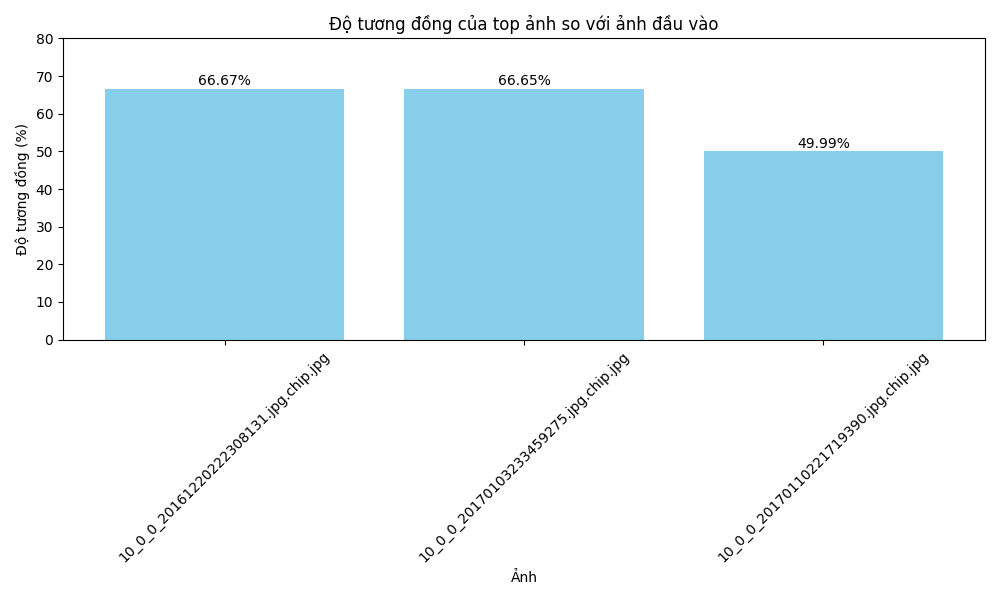 Độ tương đồng của top ảnh so với ảnh đầu vào
Độ tương đồng (%)
80
70
60
50
40
30
20
10
0
66.67%
66.65%
49.99%
10_0_0_20161220222308131.jpg.chip.jpg
10_0_0_20170103233459275.jpg.chip.jpg
10_0_0_20170110221719390.jpg.chip.jpg
Ảnh